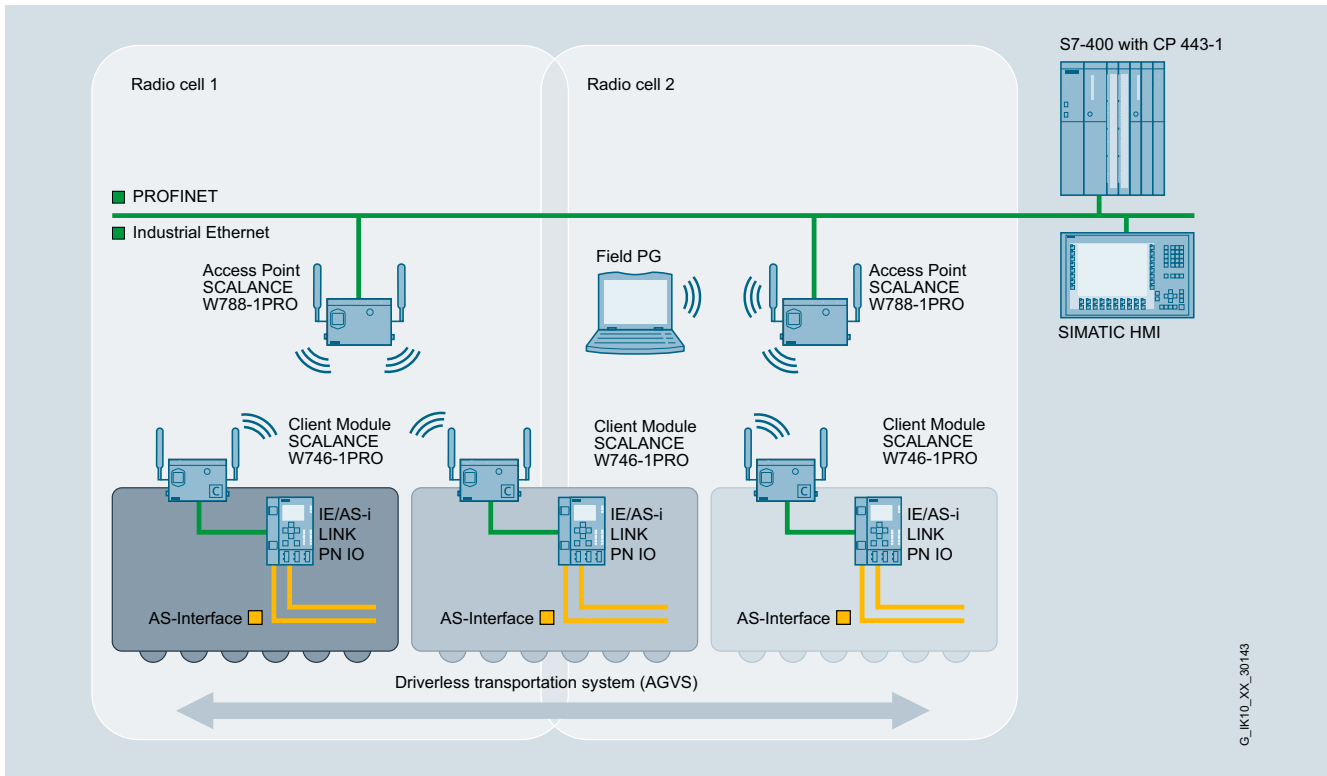 S7-400 with CP 443-1
Radio cell 1
Radio cell 2
PROFINET
Industrial Ethernet
Access Point
SCALANCE
W788-1PRO
Field PG
Access Point
SCALANCE
W788-1PRO
SIMATIC HMI
Client Module
SCALANCE
W746-1PRO
Client Module
SCALANCE
W746-1PRO
Client Module
SCALANCE
W746-1PRO
C
IE/AS-i
LINK
PN IO
AS-Interface
C
IE/AS-i
LINK
PN IO
AS-Interface
C
IE/AS-i
LINK
PN IO
AS-Interface
Driverless transportation system (AGVS)
G_IK10_XX_30143